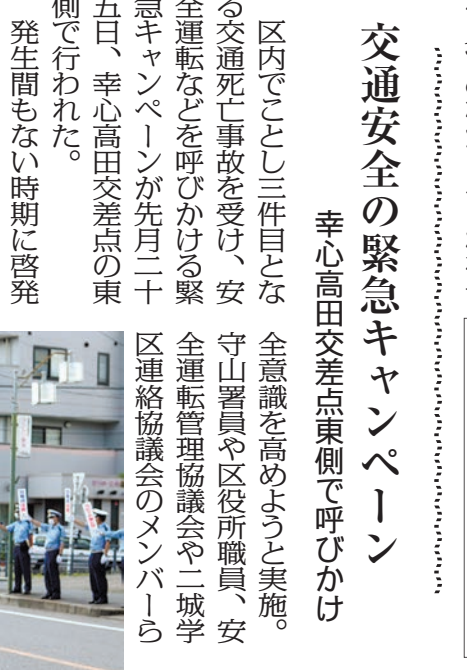 交通安全の緊急キャンペーン
幸心高田交差点東側で呼びかけ
区内でことし三件目とな
る交通死亡事故を受け、安
全運転などを呼びかける緊
急キャンペーンが先月二十
五日、幸心高田交差点の東
側で行われた。
発生間もない時期に啓発
全意識を高めようと実施。
守山署員や区役所職員、安
全運転管理協議会や二城学
区連絡協議会のメンバーら